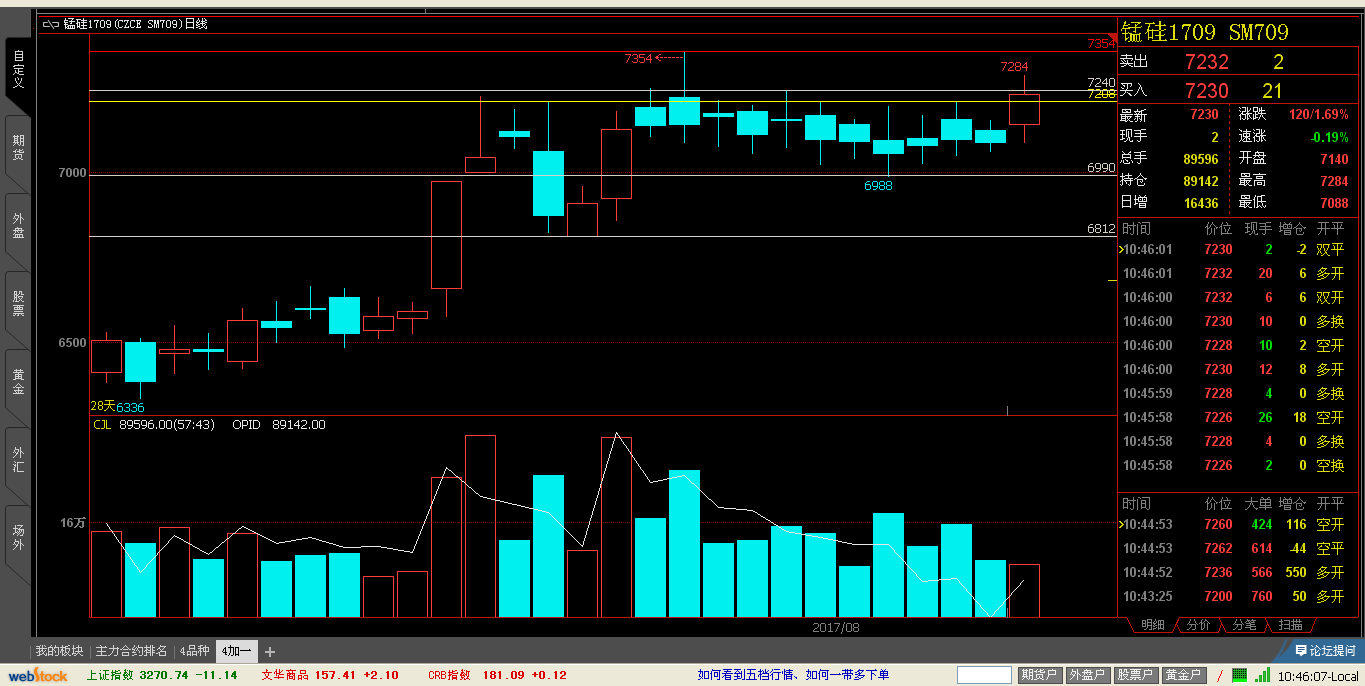 锰硅1709(CZCE SM709)日线
自定义
期货
外盘
股票
黄金
外汇
场外
7354
7354
7284
7240
7208
7000
6990
6988
6812
6500
28天 6336
CJL 89596.00(57:43) OPID 89142.00
16万
2017/08
锰硅1709 SM709
卖出 7232 2
买入 7230 21
最新 7230 涨跌 120/1.69%
现手 2 速涨 -0.19%
总手 89596 开盘 7140
持仓 89142 最高 7284
日增 16436 最低 7088
时间 价位 现手 增仓 开平
10:46:01 7230 2 -2 双平
10:46:01 7232 20 6 多开
10:46:00 7232 6 6 双开
10:46:00 7230 10 0 多换
10:46:00 7228 10 2 空开
10:46:00 7230 12 8 多开
10:45:59 7228 4 0 多换
10:45:58 7226 26 18 空开
10:45:58 7228 4 0 多换
10:45:58 7226 2 0 空换
时间 价位 大单 增仓 开平
10:44:53 7260 424 116 空开
10:44:53 7262 614 -44 空平
10:44:52 7236 566 550 多开
10:43:25 7200 760 50 多开
明细 分价 分笔 扫描
我的板块 主力合约排名 4品种 4加一 +
论坛提问
webstock 上证指数 3270.74 -11.14 文华商品 157.41 +2.10 CRB指数 181.09 +0.12 如何看到五档行情、如何一带多下单 期货户 外盘户 股票户 黄金户 10:46:07-Local